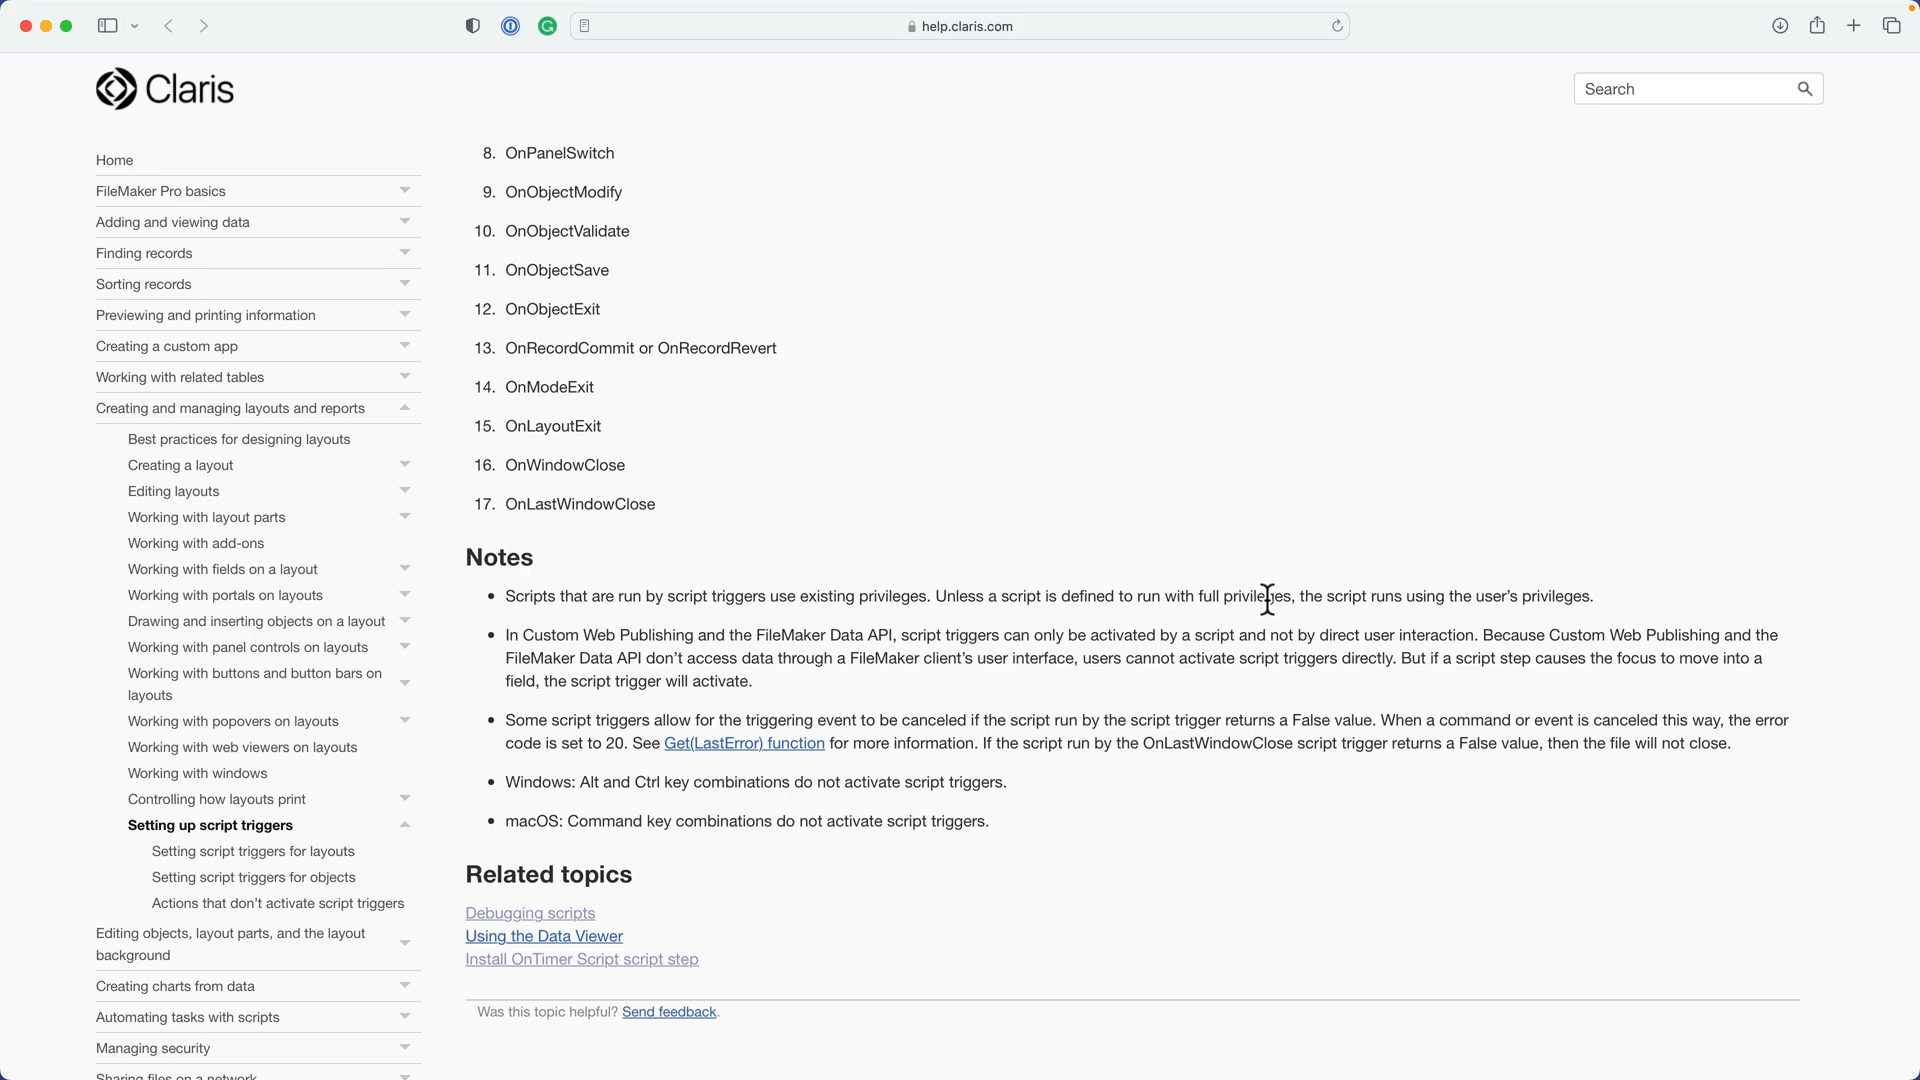 help.claris.com
Claris
Search
Home
FileMaker Pro basics
Adding and viewing data
Finding records
Sorting records
Previewing and printing information
Creating a custom app
Working with related tables
Creating and managing layouts and reports
Best practices for designing layouts
Creating a layout
Editing layouts
Working with layout parts
Working with add-ons
Working with fields on a layout
Working with portals on layouts
Drawing and inserting objects on a layout
Working with panel controls on layouts
Working with buttons and button bars on
layouts
Working with popovers on layouts
Working with web viewers on layouts
Working with windows
Controlling how layouts print
Setting up script triggers
Setting script triggers for layouts
Setting script triggers for objects
Actions that don't activate script triggers
Editing objects, layout parts, and the layout
background
Creating charts from data
Automating tasks with scripts
Managing security
Sharing files on a network
8. OnPanelSwitch
9. OnObjectModify
10. OnObjectValidate
11. OnObjectSave
12. OnObjectExit
13. OnRecordCommit or OnRecordRevert
14. OnModeExit
15. OnLayoutExit
16. OnWindowClose
17. OnLastWindowClose
Notes
• Scripts that are run by script triggers use existing privileges. Unless a script is defined to run with full privileges, the script runs using the user's privileges.
• In Custom Web Publishing and the FileMaker Data API, script triggers can only be activated by a script and not by direct user interaction. Because Custom Web Publishing and the
FileMaker Data API don't access data through a FileMaker client's user interface, users cannot activate script triggers directly. But if a script step causes the focus to move into a
field, the script trigger will activate.
• Some script triggers allow for the triggering event to be canceled if the script run by the script trigger returns a False value. When a command or event is canceled this way, the error
code is set to 20. See Get(LastError) function for more information. If the script run by the OnLastWindowClose script trigger returns a False value, then the file will not close.
• Windows: Alt and Ctrl key combinations do not activate script triggers.
• macOS: Command key combinations do not activate script triggers.
Related topics
Debugging scripts
Using the Data Viewer
Install OnTimer Script script step
Was this topic helpful? Send feedback.